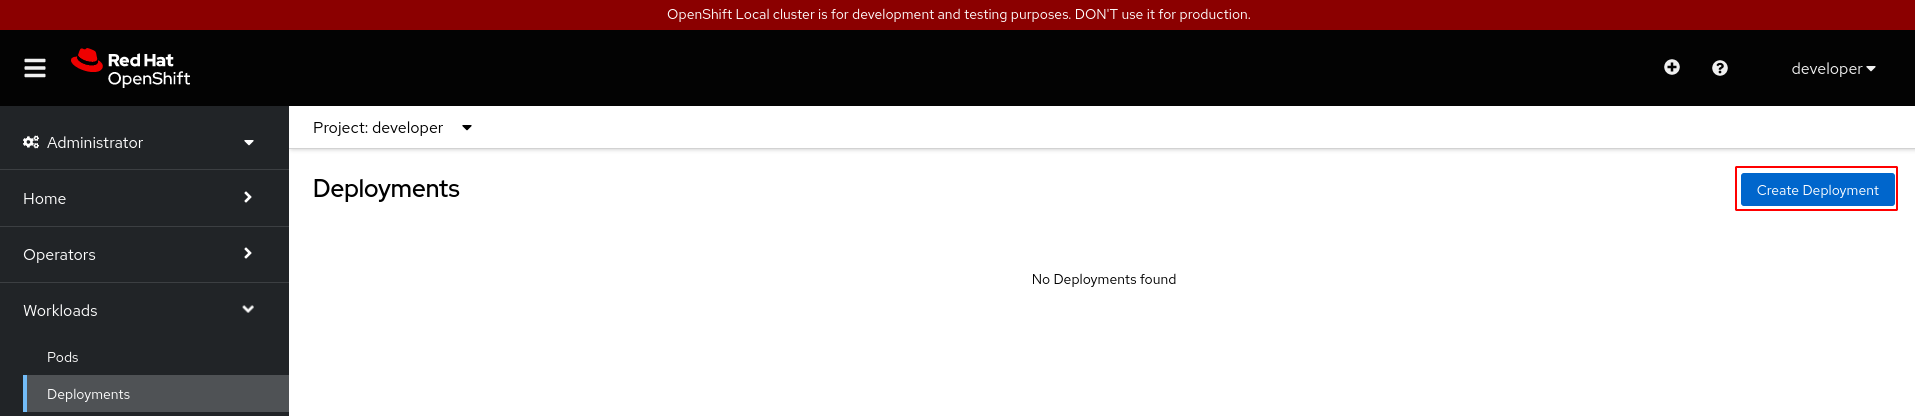 OpenShift Local cluster is for development and testing purposes. DON'T use it for production.
Red Hat
OpenShift
developer
Administrator
Project: developer
Home
Deployments
Create Deployment
Operators
No Deployments found
Workloads
Pods
Deployments